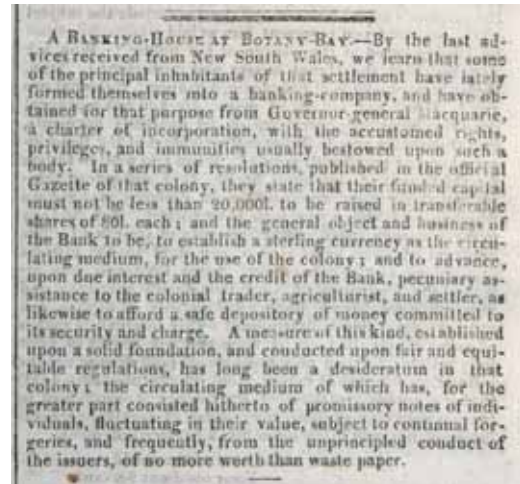 A BANKING-HOUSE AT BOTANY-BAY.—By the last ad-
vices received from New South Wales, we learn that some
of the principal inhabitants of that settlement have lately
formed themselves into a banking-company, and have ob-
tained for that purpose from Governor-general Macquarie,
a charter of incorporation, with the accustomed rights,
privileges, and immunities usually bestowed upon such a
body. In a series of resolutions, published in the official
Gazette of that colony, they state that their funded capital
must not be less than 20,000l. to be raised in transferable
shares of 80l. each; and the general object and business of
the Bank to be, to establish a sterling currency as the circu-
lating medium, for the use of the colony; and to advance,
upon due interest and the credit of the Bank, pecuniary as-
sistance to the colonial trader, agriculturist, and settler, as
likewise to afford a safe depository of money committed to
its security and charge. A measure of this kind, established
upon a solid foundation, and conducted upon fair and equi-
table regulations, has long been a desideratum in that
colony; the circulating medium of which has, for the
greater part consisted hitherto of promissory notes of indi-
viduals, fluctuating in their value, subject to continual for-
geries, and frequently, from the unprincipled conduct of
the issuers, of no more worth than waste paper.